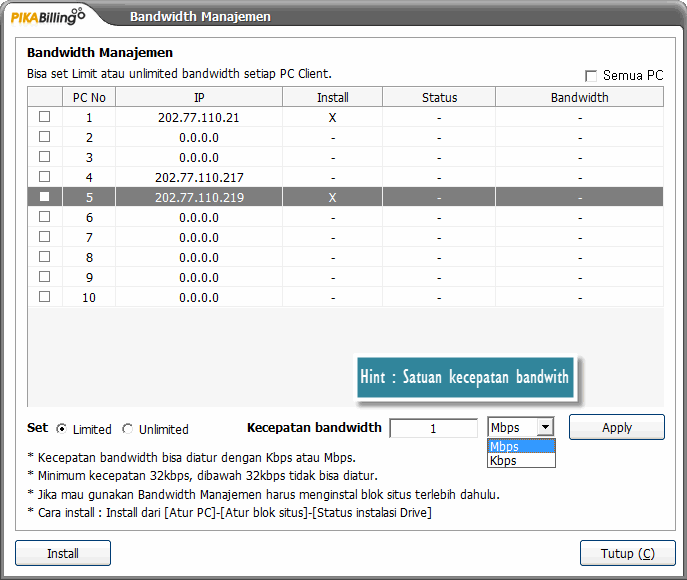 PIKABilling Bandwidth Manajemen
Bandwidth Manajemen
Bisa set Limit atau unlimited bandwidth setiap PC Client.
Semua PC
PC No IP Install Status Bandwidth
1 202.77.110.21 X - -
2 0.0.0.0 - - -
3 0.0.0.0 - - -
4 202.77.110.217 - - -
5 202.77.110.219 X - -
6 0.0.0.0 - - -
7 0.0.0.0 - - -
8 0.0.0.0 - - -
9 0.0.0.0 - - -
10 0.0.0.0 - - -
Hint : Satuan kecepatan bandwith
Set Limited Unlimited Kecepatan bandwidth 1 Mbps Apply
Mbps
Kbps
* Kecepatan bandwidth bisa diatur dengan Kbps atau Mbps.
* Minimum kecepatan 32kbps, dibawah 32kbps tidak bisa diatur.
* Jika mau gunakan Bandwidth Manajemen harus menginstal blok situs terlebih dahulu.
* Cara install : Install dari [Atur PC]-[Atur blok situs]-[Status instalasi Drive]
Install Tutup (C)